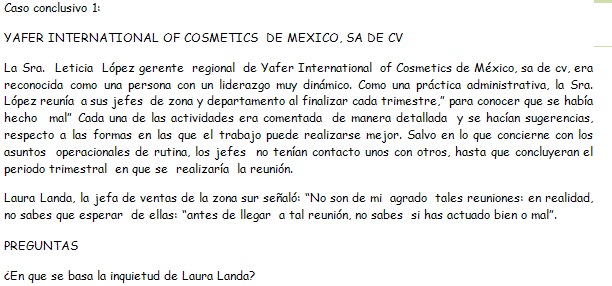 Caso conclusivo 1:
YAFER INTERNATIONAL OF COSMETICS DE MEXICO, SA DE CV
La Sra. Leticia López gerente regional de Yafer International of Cosmetics de México, sa de cv, era
reconocida como una persona con un liderazgo muy dinámico. Como una práctica administrativa, la Sra.
López reunía a sus jefes de zona y departamento al finalizar cada trimestre,” para conocer que se había
hecho mal” Cada una de las actividades era comentada de manera detallada y se hacían sugerencias,
respecto a las formas en las que el trabajo puede realizarse mejor. Salvo en lo que concierne con los
asuntos operacionales de rutina, los jefes no tenían contacto unos con otros, hasta que concluyeran el
periodo trimestral en que se realizaría la reunión.
Laura Landa, la jefa de ventas de la zona sur señaló: “No son de mi agrado tales reuniones: en realidad,
no sabes que esperar de ellas: “antes de llegar a tal reunión, no sabes si has actuado bien o mal”.
PREGUNTAS
¿En que se basa la inquietud de Laura Landa?